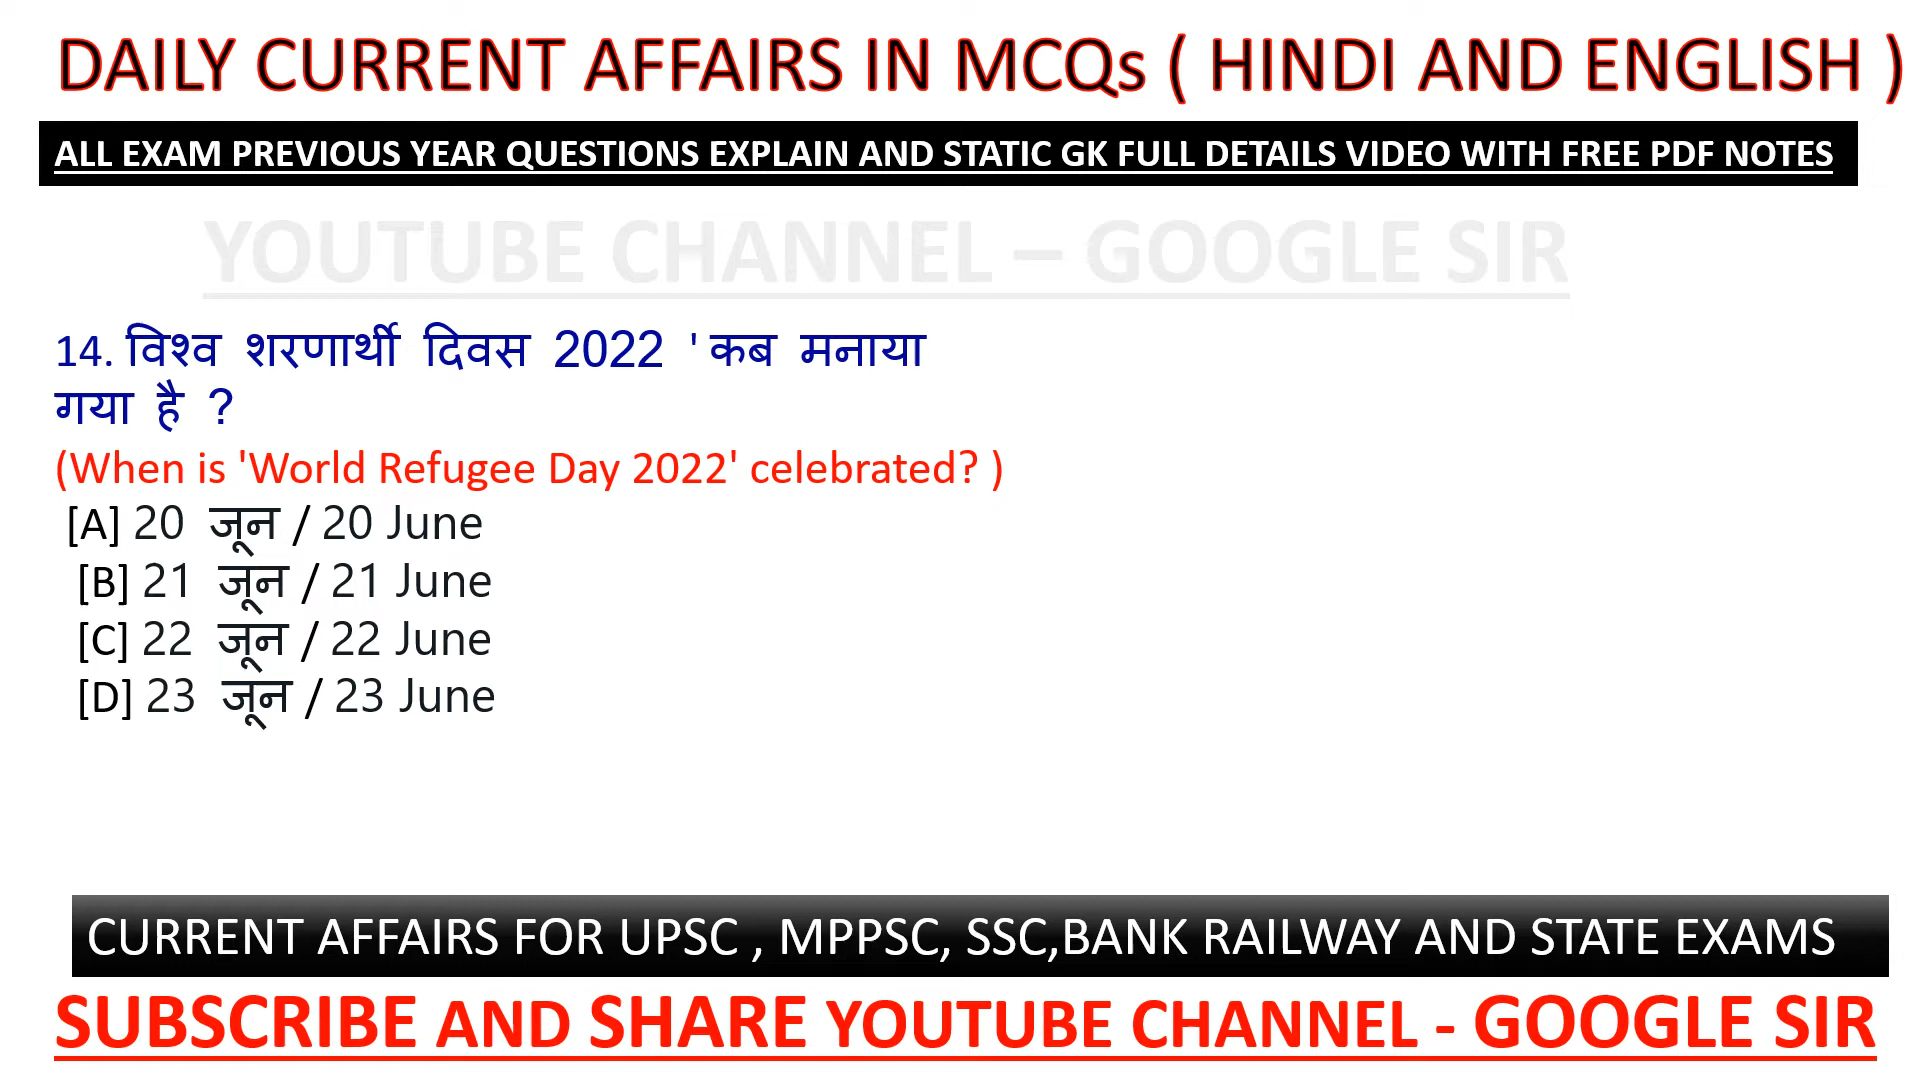 DAILY CURRENT AFFAIRS IN MCQs ( HINDI AND ENGLISH )
ALL EXAM PREVIOUS YEAR QUESTIONS EXPLAIN AND STATIC GK FULL DETAILS VIDEO WITH FREE PDF NOTES
YOUTUBE CHANNEL – GOOGLE SIR
14. विश्व शरणार्थी दिवस 2022 ' कब मनाया
गया है ?
(When is 'World Refugee Day 2022' celebrated? )
[A] 20 जून / 20 June
[B] 21 जून / 21 June
[C] 22 जून / 22 June
[D] 23 जून / 23 June
CURRENT AFFAIRS FOR UPSC , MPPSC, SSC,BANK RAILWAY AND STATE EXAMS
SUBSCRIBE AND SHARE YOUTUBE CHANNEL - GOOGLE SIR